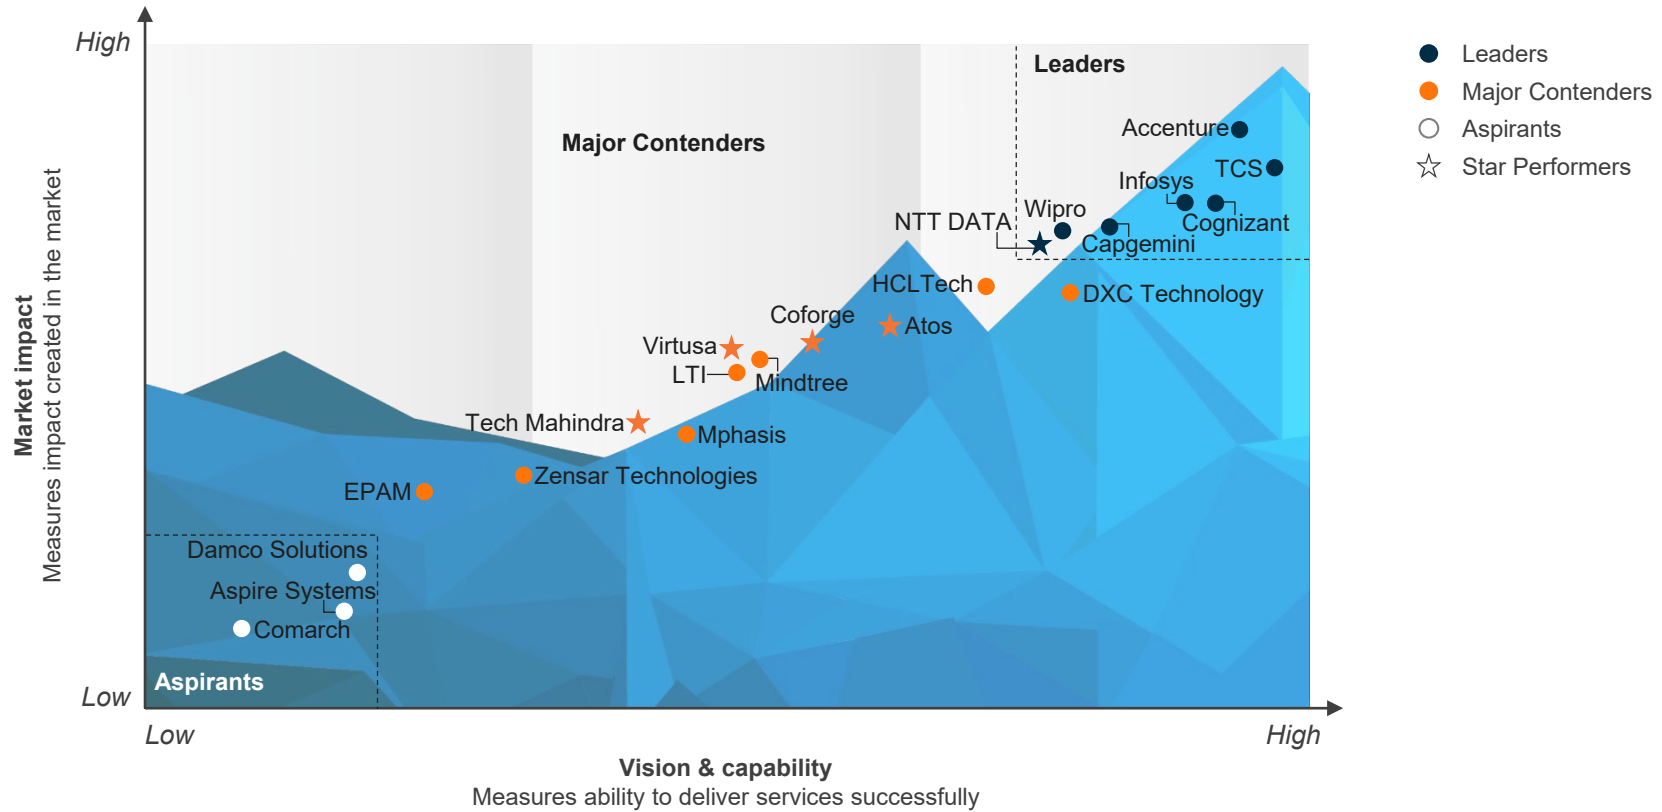 High
Leaders
Leaders
Major Contenders
Aspirants
Star Performers
Accenture
Major Contenders
TCS
Infosys
Wipro
NTT DATA
Cognizant
Capgemini
HCLTech
DXC Technology
Coforge
Atos
Virtusa
LTI
Mindtree
Tech Mahindra
Mphasis
Zensar Technologies
EPAM
Damco Solutions
Aspire Systems
Comarch
Aspirants
Market impact
Measures impact created in the market
Low
Low
High
Vision & capability
Measures ability to deliver services successfully